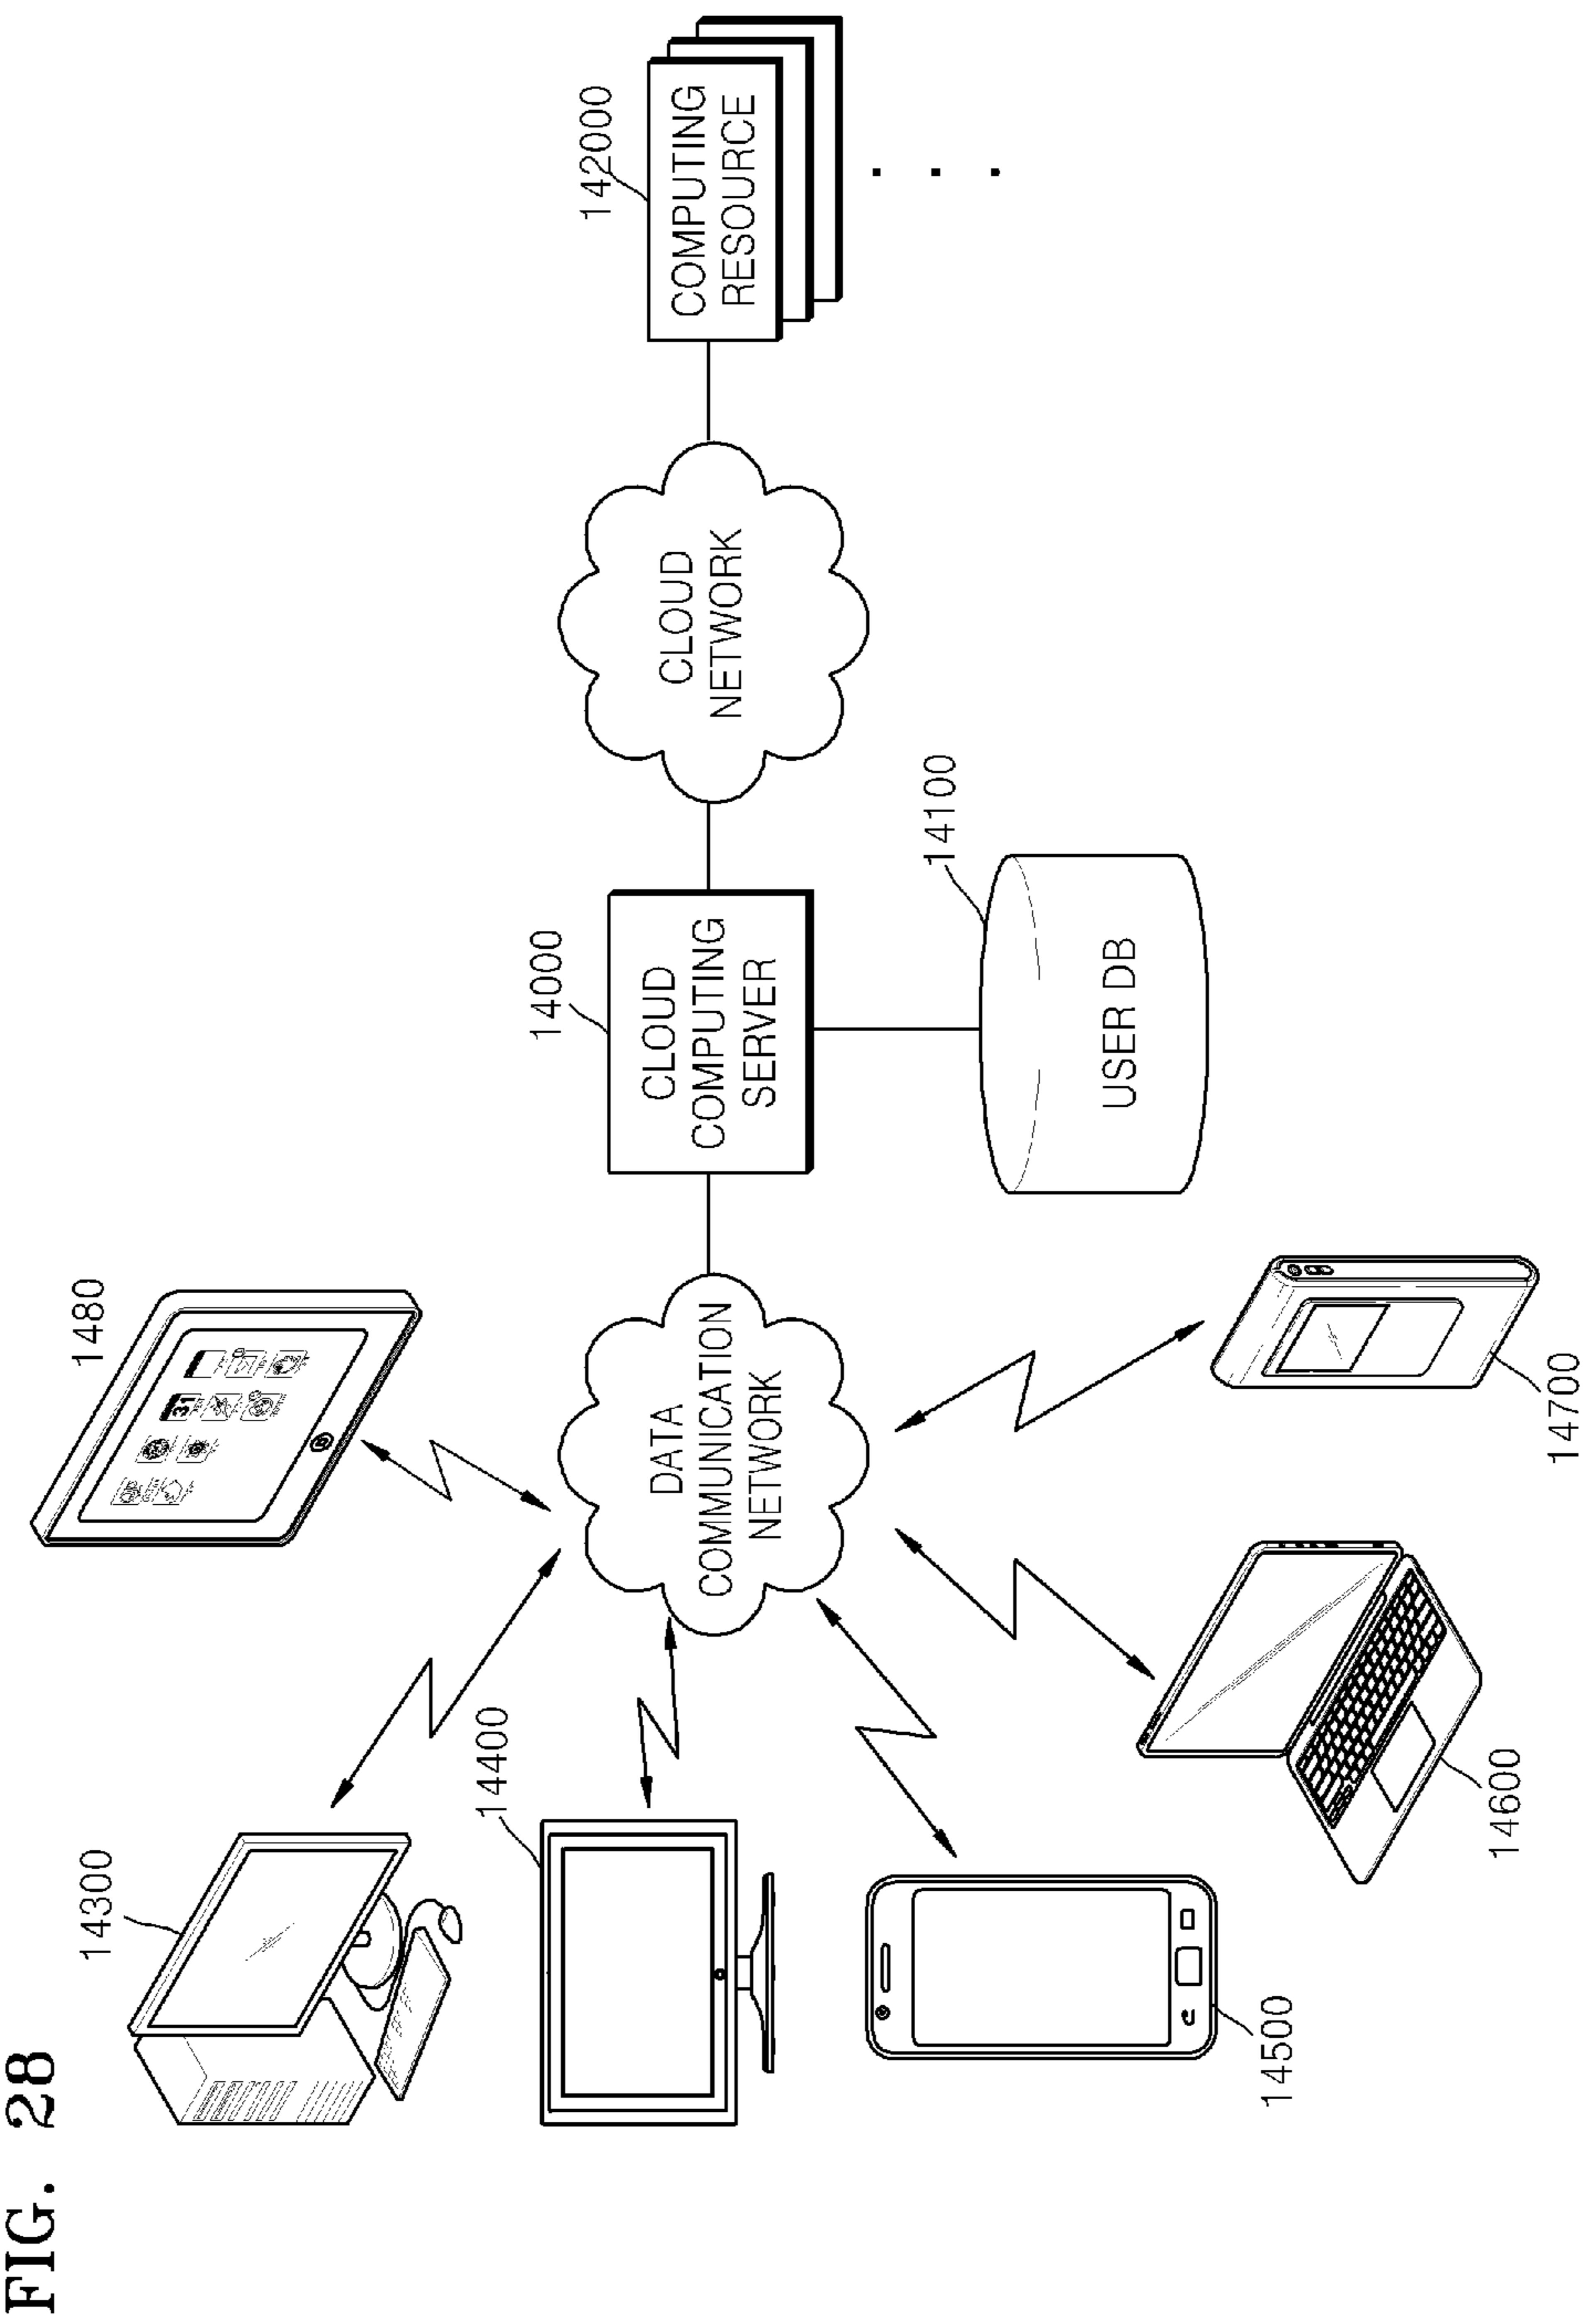 FIG. 28
14300
1480
14400
14000
142000
CLOUD
COMPUTING
SERVER
CLOUD
NETWORK
COMPUTING
RESOURCE
DATA
COMMUNICATION
NETWORK
31
14100
USER DB
14500
14600
14700